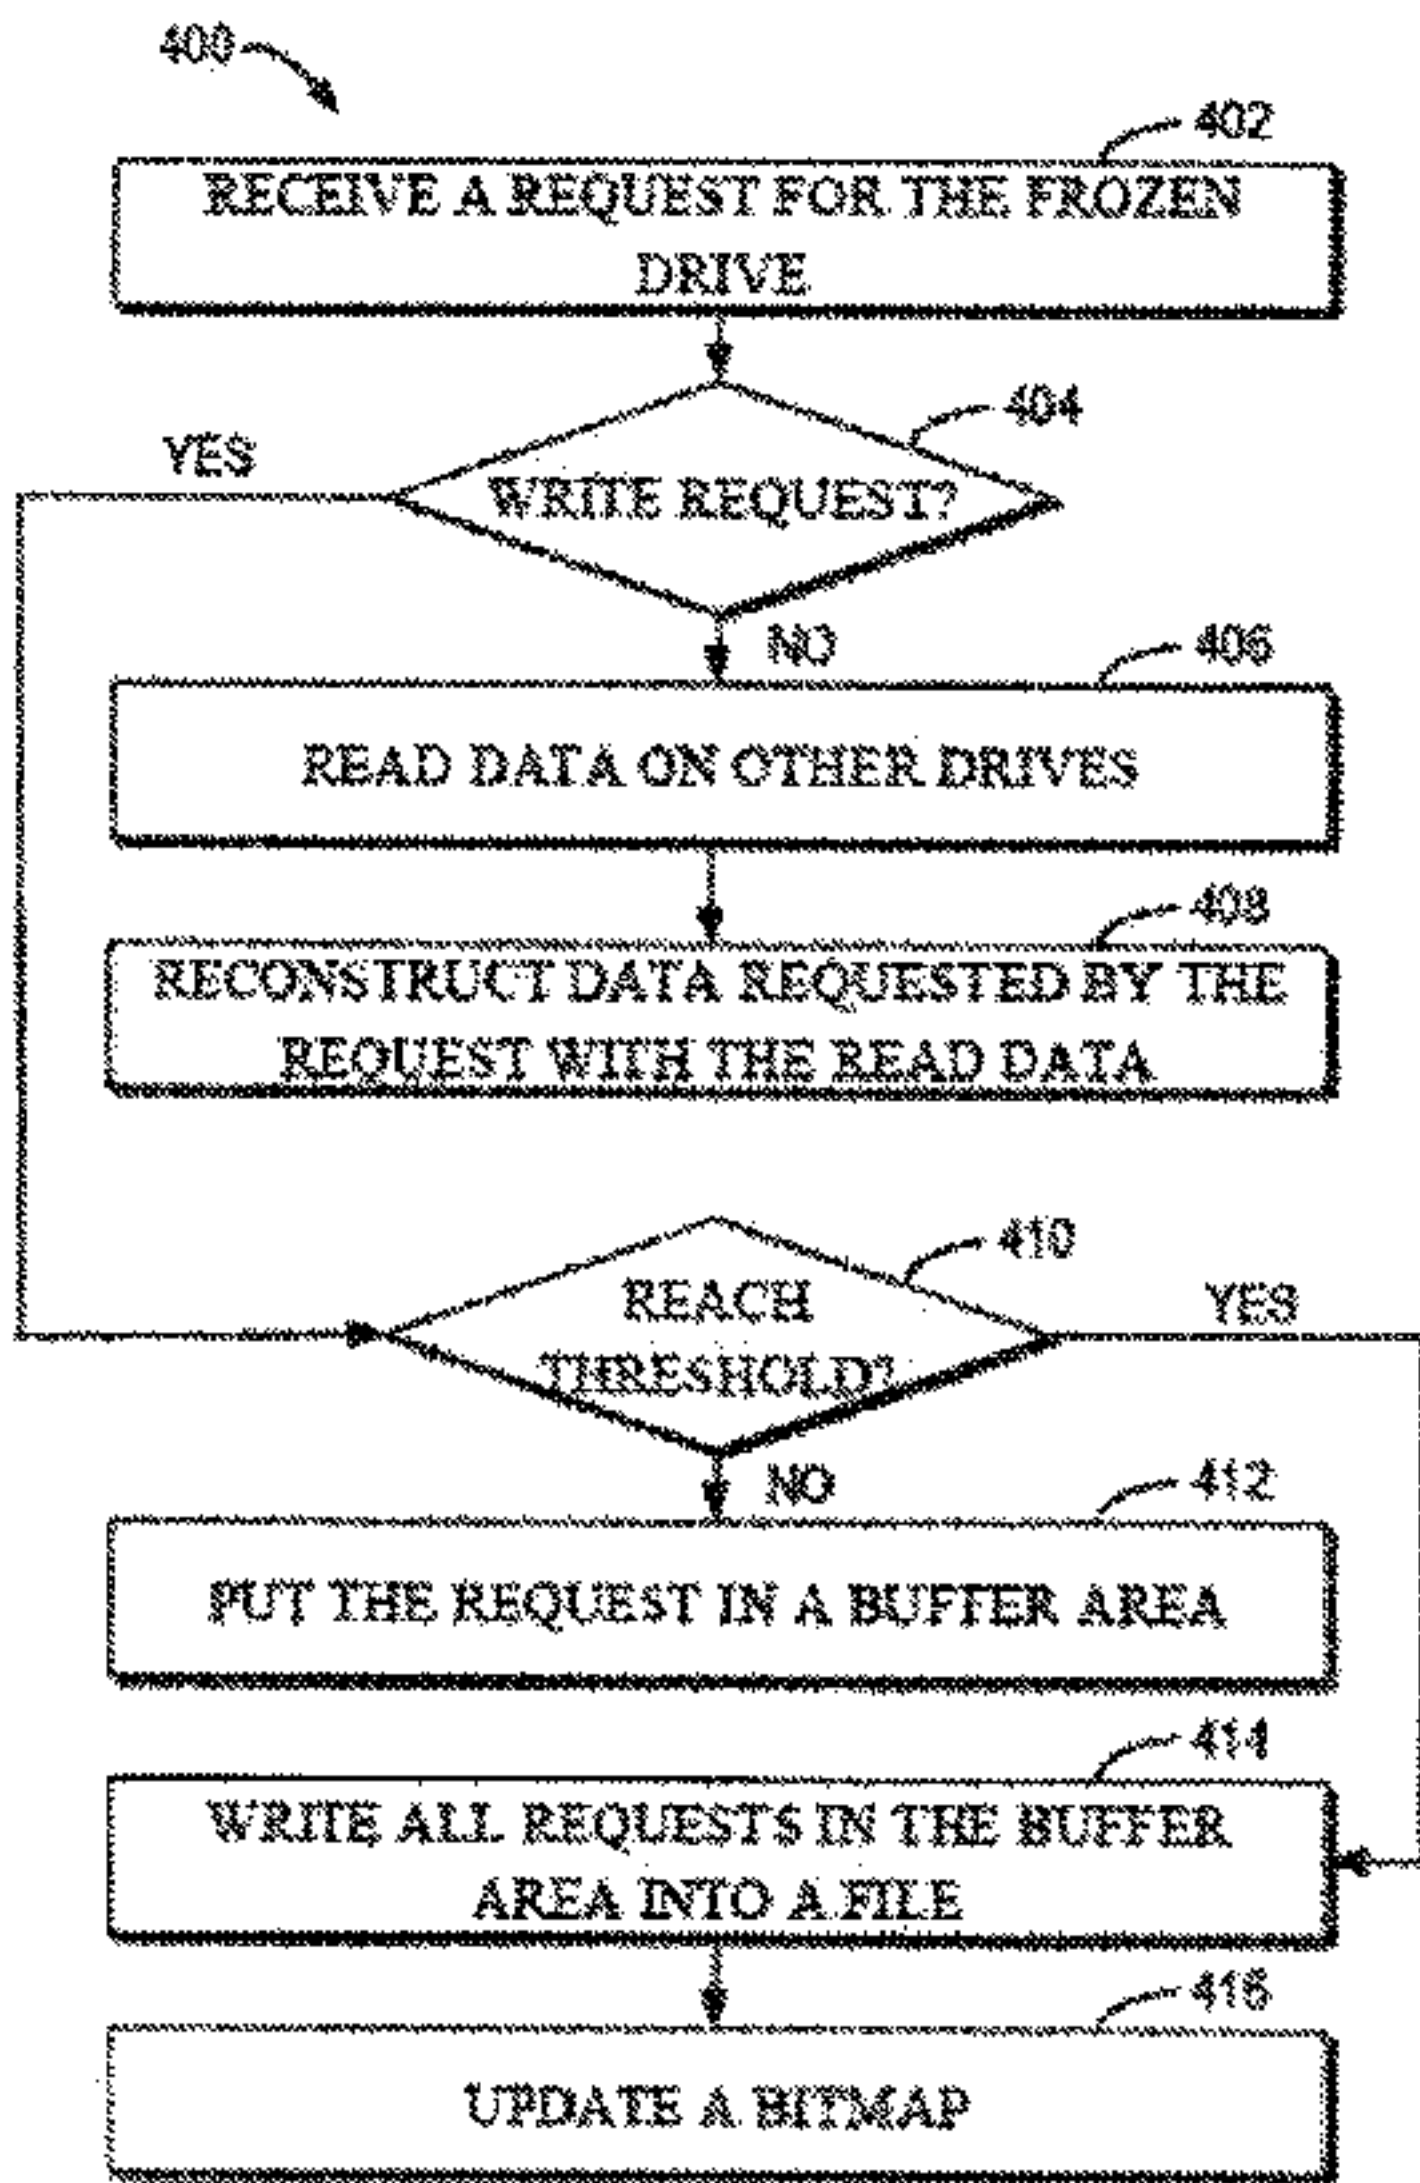 400
402
RECEIVE A REQUEST FOR THE FROZEN
DRIVE
404
YES
WRITE REQUEST?
NO
406
READ DATA ON OTHER DRIVES
408
RECONSTRUCT DATA REQUESTED BY THE
REQUEST WITH THE READ DATA
410
YES
REACH
THRESHOLD?
NO
412
PUT THE REQUEST IN A BUFFER AREA
414
WRITE ALL REQUESTS IN THE BUFFER
AREA INTO A FILE
416
UPDATE A BITMAP